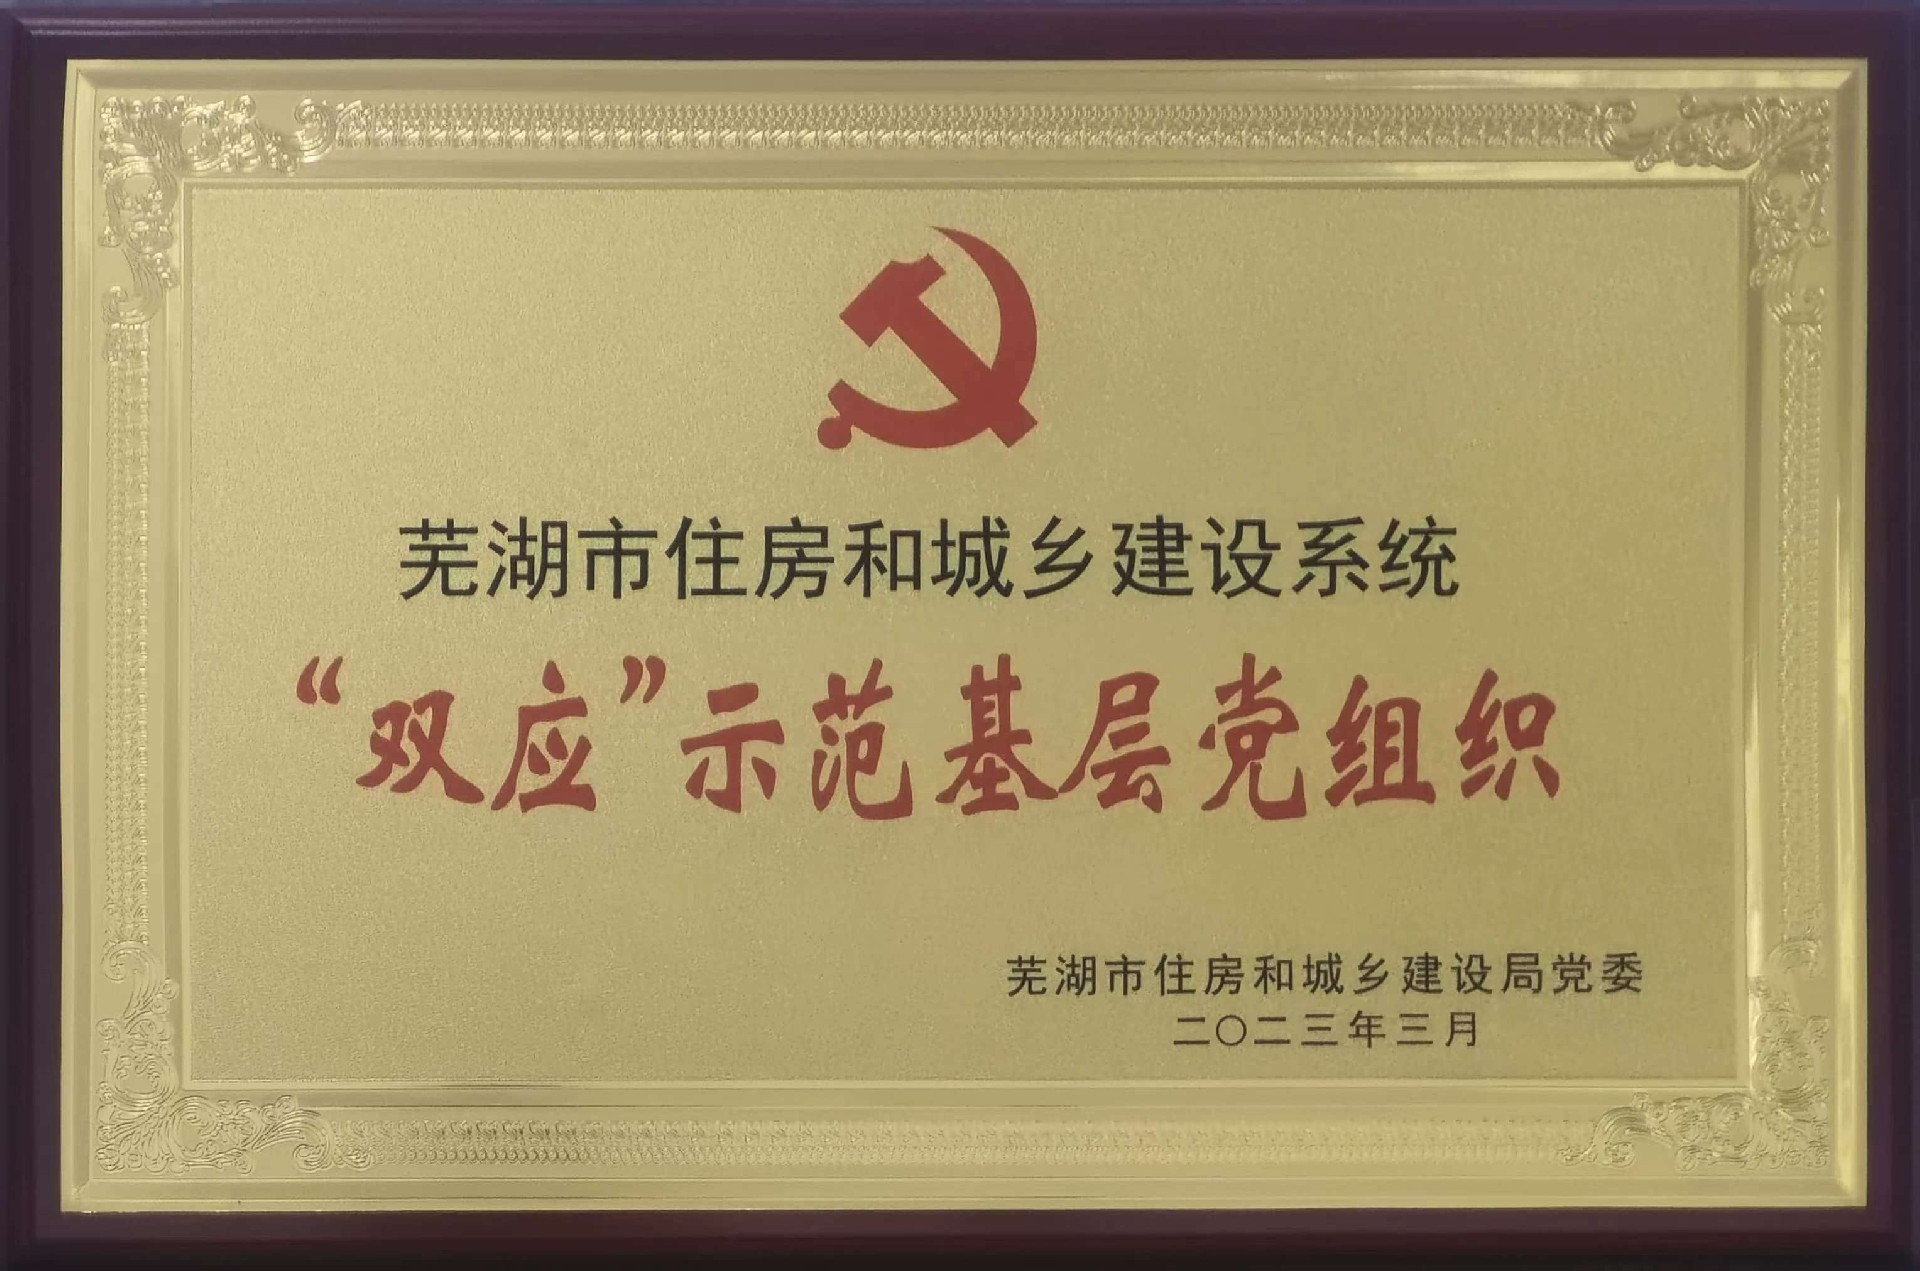 芜湖市住房和城乡建设系统
“双应”示范基层党组织
芜湖市住房和城乡建设局党委
二〇二三年三月